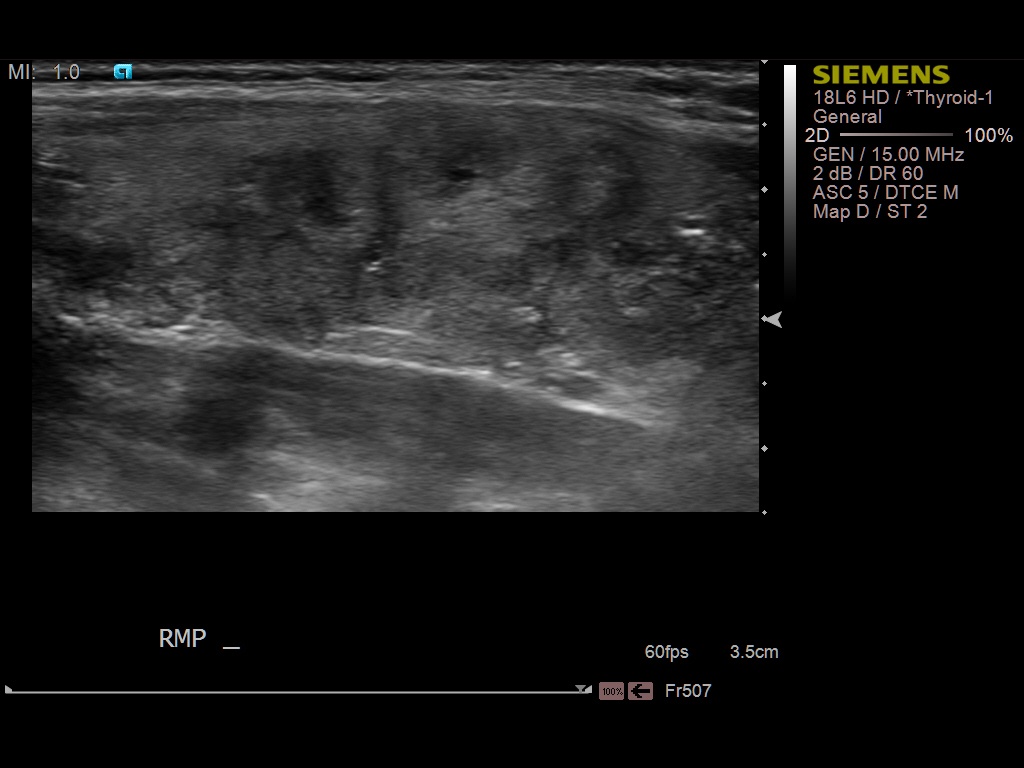 MI: 1.0
SIEMENS
18L6 HD / *Thyroid-1
General
2D 100%
GEN / 15.00 MHz
2 dB / DR 60
ASC 5 / DTCE M
Map D / ST 2
RMP _
60fps 3.5cm
100% Fr507